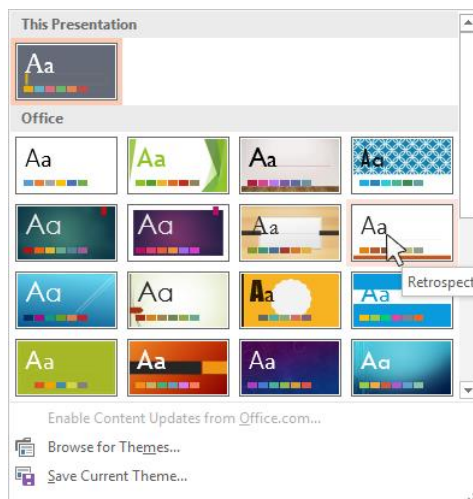 This Presentation
Aa
Office
Aa Aa Aa Aa
Aa Aa Aa Aa
Retrospect
Aa Aa Aa Aa
Aa Aa Aa Aa
Enable Content Updates from Office.com...
Browse for Themes...
Save Current Theme...